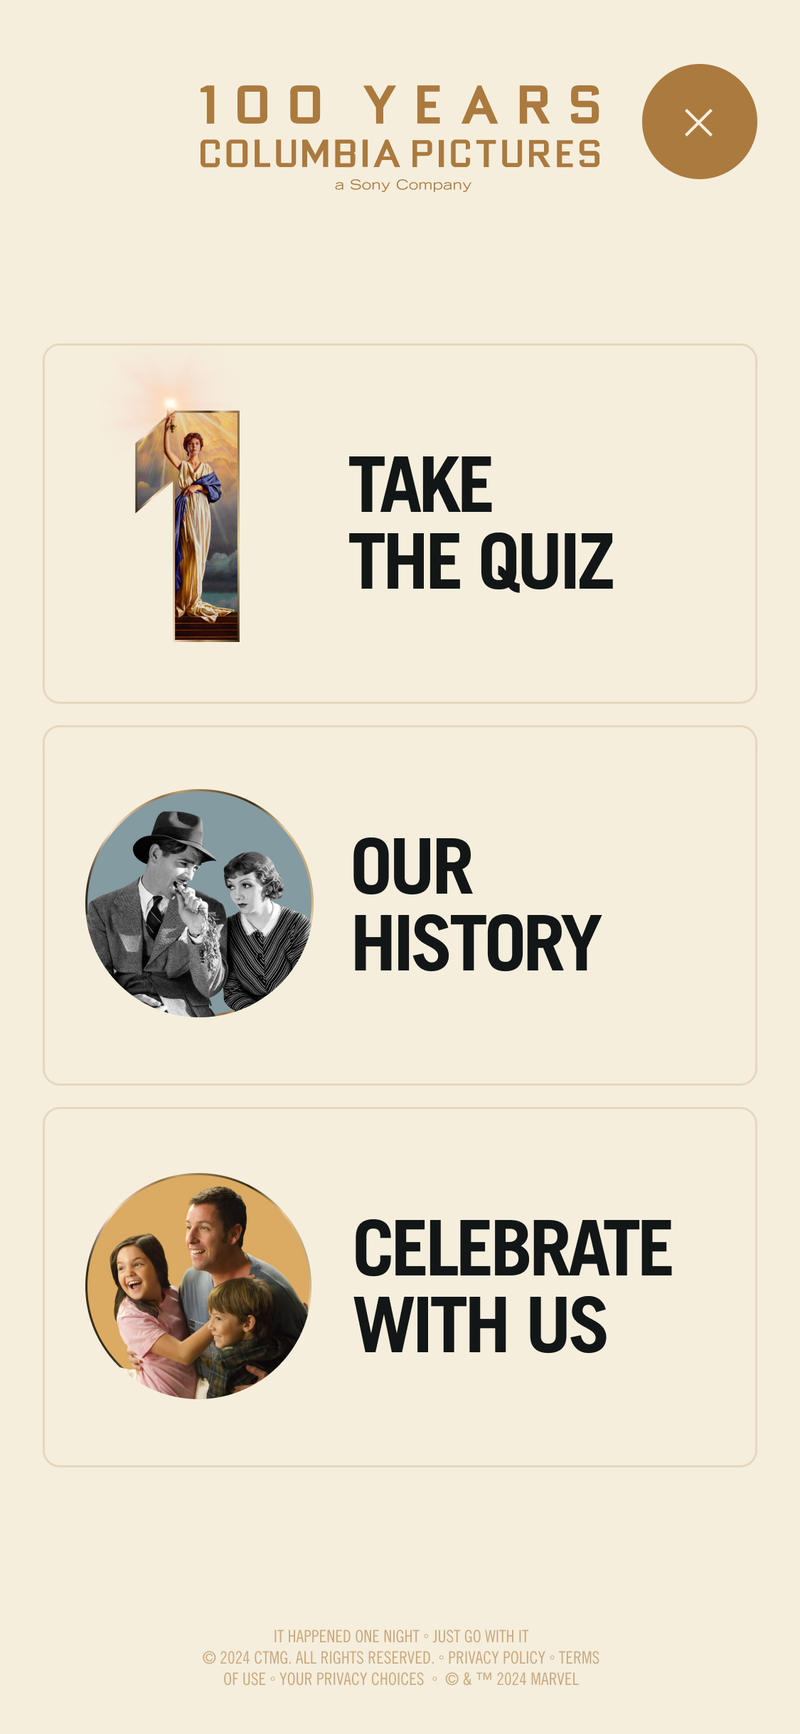 100 YEARS
COLUMBIA PICTURES
a Sony Company
TAKE
THE QUIZ
OUR
HISTORY
CELEBRATE
WITH US
IT HAPPENED ONE NIGHT ◦ JUST GO WITH IT
© 2024 CTMG. ALL RIGHTS RESERVED. ◦ PRIVACY POLICY ◦ TERMS
OF USE ◦ YOUR PRIVACY CHOICES ◦ © & ™ 2024 MARVEL